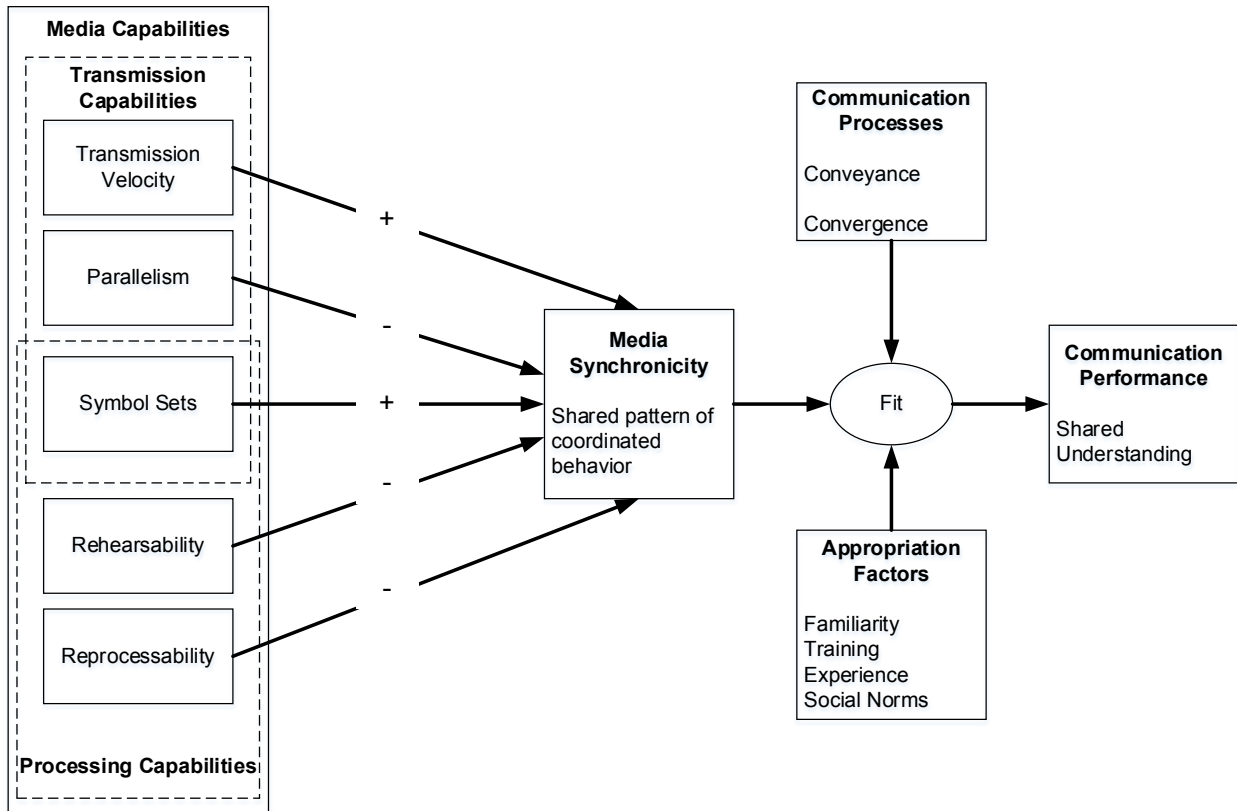 Media Capabilities
Transmission
Capabilities
Transmission
Velocity
Parallelism
Symbol Sets
Rehearsability
Reprocessability
Processing Capabilities
+
-
+
-
-
Media
Synchronicity
Shared pattern of
coordinated
behavior
Communication
Processes
Conveyance
Convergence
Fit
Appropriation
Factors
Familiarity
Training
Experience
Social Norms
Communication
Performance
Shared
Understanding